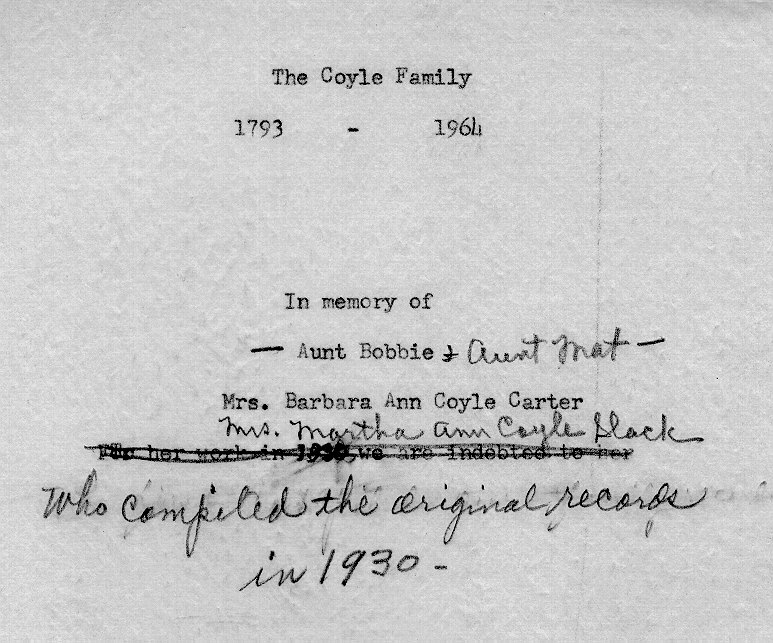 The Coyle Family
1793 - 1964
In memory of
— Aunt Bobbie & Aunt Mat —
Mrs. Barbara Ann Coyle Carter
Mrs. Martha Ann Coyle Slack
For her work in 1930, we are indebted to her
Who compiled the original records
in 1930 -